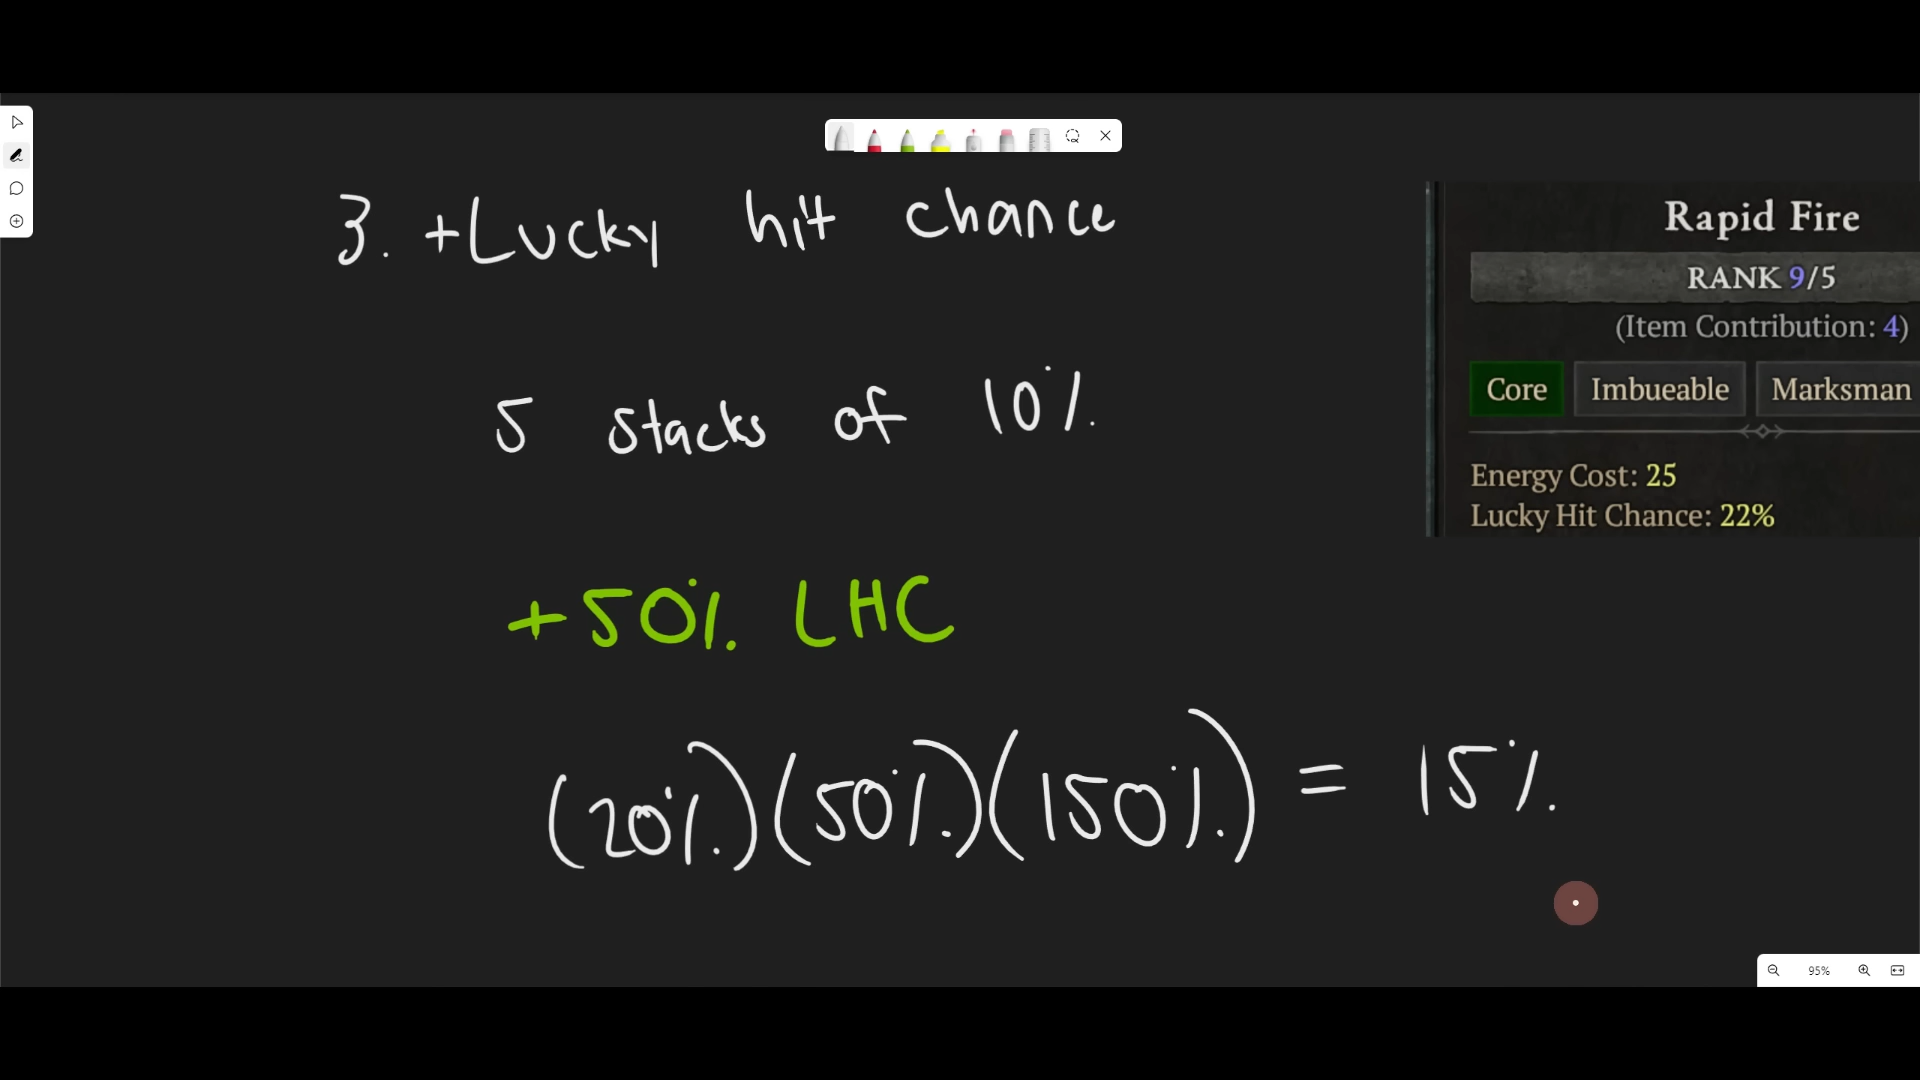 3. +Lucky hit chance
5 stacks of 10%
+50% LHC
(20%)(50%)(150%) = 15%
Rapid Fire
RANK 9/5
(Item Contribution: 4)
Core Imbueable Marksman
Energy Cost: 25
Lucky Hit Chance: 22%
95%